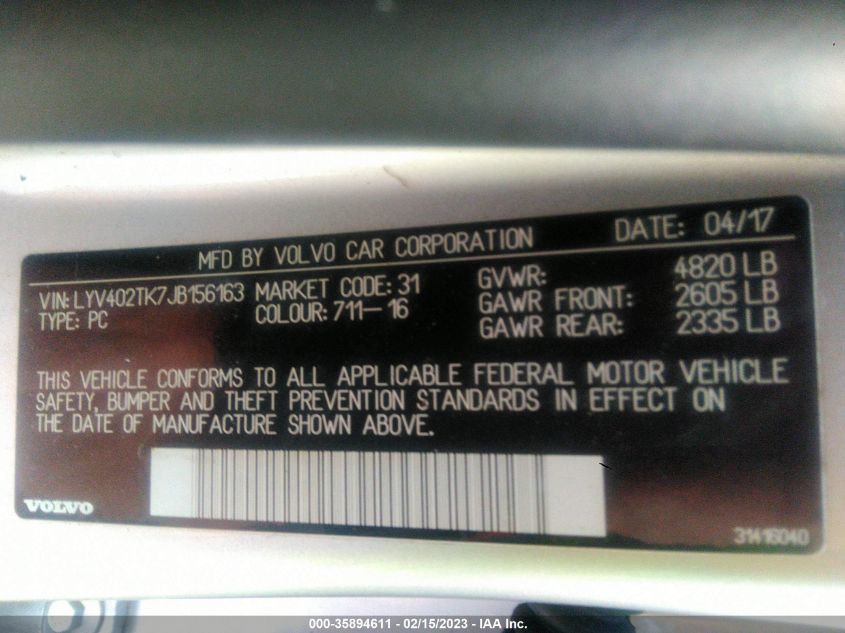 MFD BY VOLVO CAR CORPORATION DATE: 04/17
VIN: LYV402TK7JB156163 MARKET CODE: 31 GVWR: 4820 LB
TYPE: PC COLOUR: 711-16 GAWR FRONT: 2605 LB
GAWR REAR: 2335 LB
THIS VEHICLE CONFORMS TO ALL APPLICABLE FEDERAL MOTOR VEHICLE
SAFETY, BUMPER AND THEFT PREVENTION STANDARDS IN EFFECT ON
THE DATE OF MANUFACTURE SHOWN ABOVE.
VOLVO
31416040
000-35894611 - 02/15/2023 - IAA Inc.